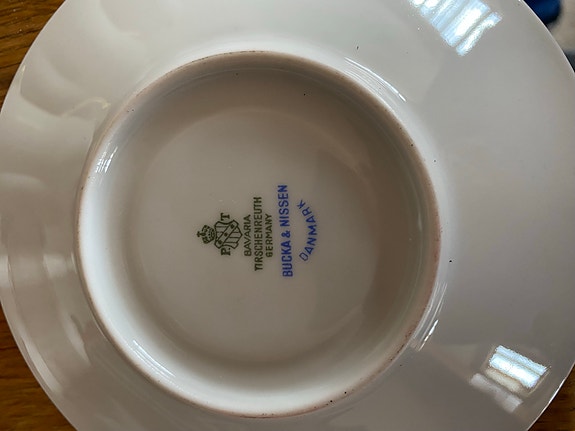 P T
BAVARIA
TIRSCHENREUTH
GERMANY
BUCKA & NISSEN
DANMARK